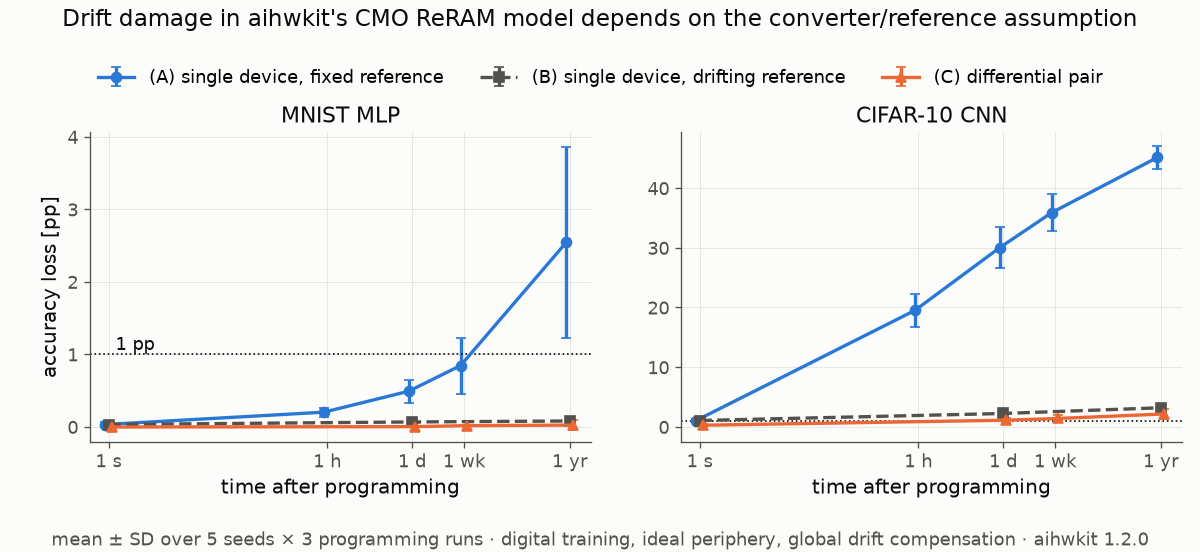 Drift damage in aihwkit's CMO ReRAM model depends on the converter/reference assumption
(A) single device, fixed reference
(B) single device, drifting reference
(C) differential pair
MNIST MLP
accuracy loss [pp]
4
3
2
1
0
1 pp
1 s
1 h
1 d
1 wk
1 yr
time after programming
CIFAR-10 CNN
40
30
20
10
0
1 s
1 h
1 d
1 wk
1 yr
time after programming
mean ± SD over 5 seeds × 3 programming runs · digital training, ideal periphery, global drift compensation · aihwkit 1.2.0